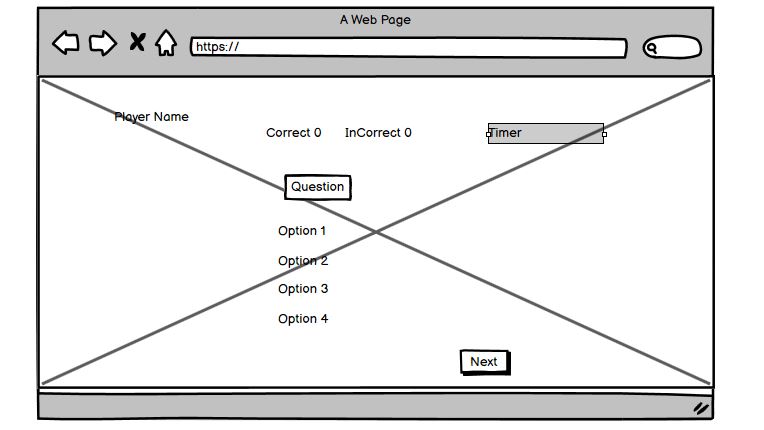 A Web Page
https://
Player Name
Correct 0 InCorrect 0 Timer
Question
Option 1
Option 2
Option 3
Option 4
Next